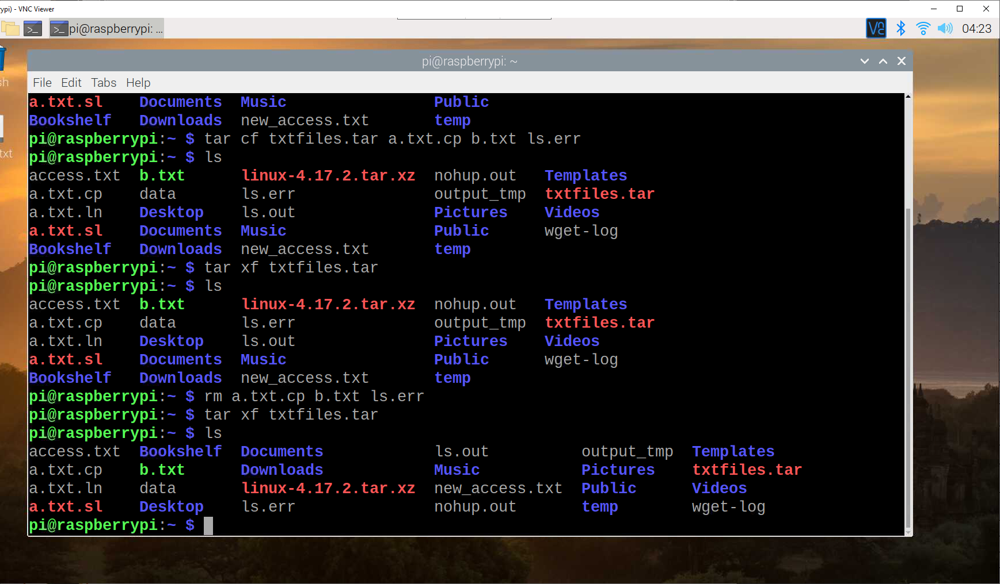 ypi) - VNC Viewer
pi@raspberrypi: ...
04:23
sh
txt
pi@raspberrypi: ~
File Edit Tabs Help
a.txt.sl Documents Music Public
Bookshelf Downloads new_access.txt temp
pi@raspberrypi:~ $ tar cf txtfiles.tar a.txt.cp b.txt ls.err
pi@raspberrypi:~ $ ls
access.txt b.txt linux-4.17.2.tar.xz nohup.out Templates
a.txt.cp data ls.err output_tmp txtfiles.tar
a.txt.ln Desktop ls.out Pictures Videos
a.txt.sl Documents Music Public wget-log
Bookshelf Downloads new_access.txt temp
pi@raspberrypi:~ $ tar xf txtfiles.tar
pi@raspberrypi:~ $ ls
access.txt b.txt linux-4.17.2.tar.xz nohup.out Templates
a.txt.cp data ls.err output_tmp txtfiles.tar
a.txt.ln Desktop ls.out Pictures Videos
a.txt.sl Documents Music Public wget-log
Bookshelf Downloads new_access.txt temp
pi@raspberrypi:~ $ rm a.txt.cp b.txt ls.err
pi@raspberrypi:~ $ tar xf txtfiles.tar
pi@raspberrypi:~ $ ls
access.txt Bookshelf Documents ls.out output_tmp Templates
a.txt.cp b.txt Downloads Music Pictures txtfiles.tar
a.txt.ln data linux-4.17.2.tar.xz new_access.txt Public Videos
a.txt.sl Desktop ls.err nohup.out temp wget-log
pi@raspberrypi:~ $